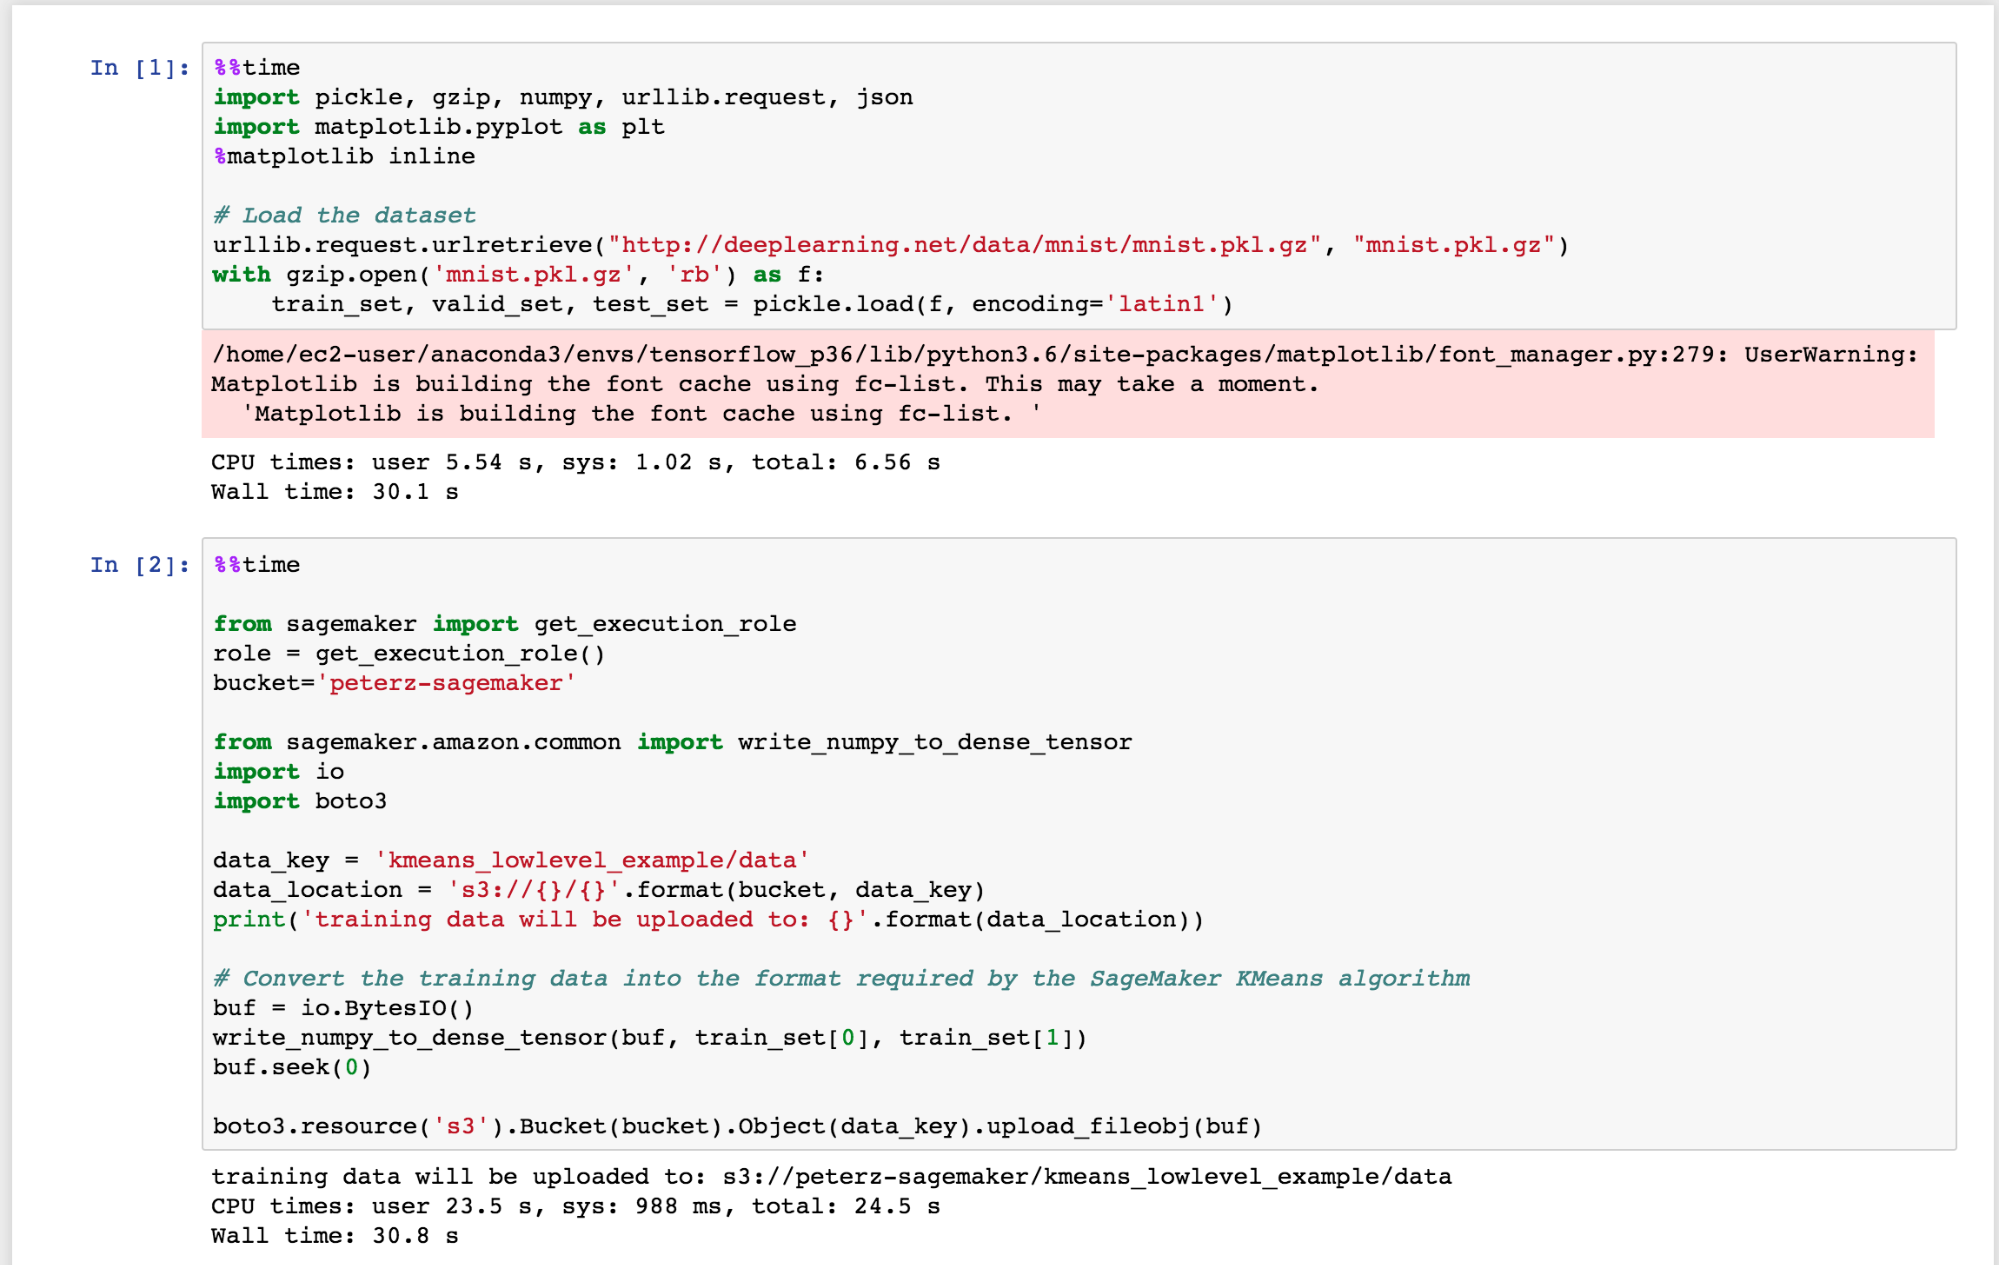 In [1]: %%time
import pickle, gzip, numpy, urllib.request, json
import matplotlib.pyplot as plt
%matplotlib inline
# Load the dataset
urllib.request.urlretrieve("http://deeplearning.net/data/mnist/mnist.pkl.gz", "mnist.pkl.gz")
with gzip.open('mnist.pkl.gz', 'rb') as f:
    train_set, valid_set, test_set = pickle.load(f, encoding='latin1')
/home/ec2-user/anaconda3/envs/tensorflow_p36/lib/python3.6/site-packages/matplotlib/font_manager.py:279: UserWarning:
Matplotlib is building the font cache using fc-list. This may take a moment.
  'Matplotlib is building the font cache using fc-list. '
CPU times: user 5.54 s, sys: 1.02 s, total: 6.56 s
Wall time: 30.1 s
In [2]: %%time
from sagemaker import get_execution_role
role = get_execution_role()
bucket='peterz-sagemaker'
from sagemaker.amazon.common import write_numpy_to_dense_tensor
import io
import boto3
data_key = 'kmeans_lowlevel_example/data'
data_location = 's3://{}/{}'.format(bucket, data_key)
print('training data will be uploaded to: {}'.format(data_location))
# Convert the training data into the format required by the SageMaker KMeans algorithm
buf = io.BytesIO()
write_numpy_to_dense_tensor(buf, train_set[0], train_set[1])
buf.seek(0)
boto3.resource('s3').Bucket(bucket).Object(data_key).upload_fileobj(buf)
training data will be uploaded to: s3://peterz-sagemaker/kmeans_lowlevel_example/data
CPU times: user 23.5 s, sys: 988 ms, total: 24.5 s
Wall time: 30.8 s